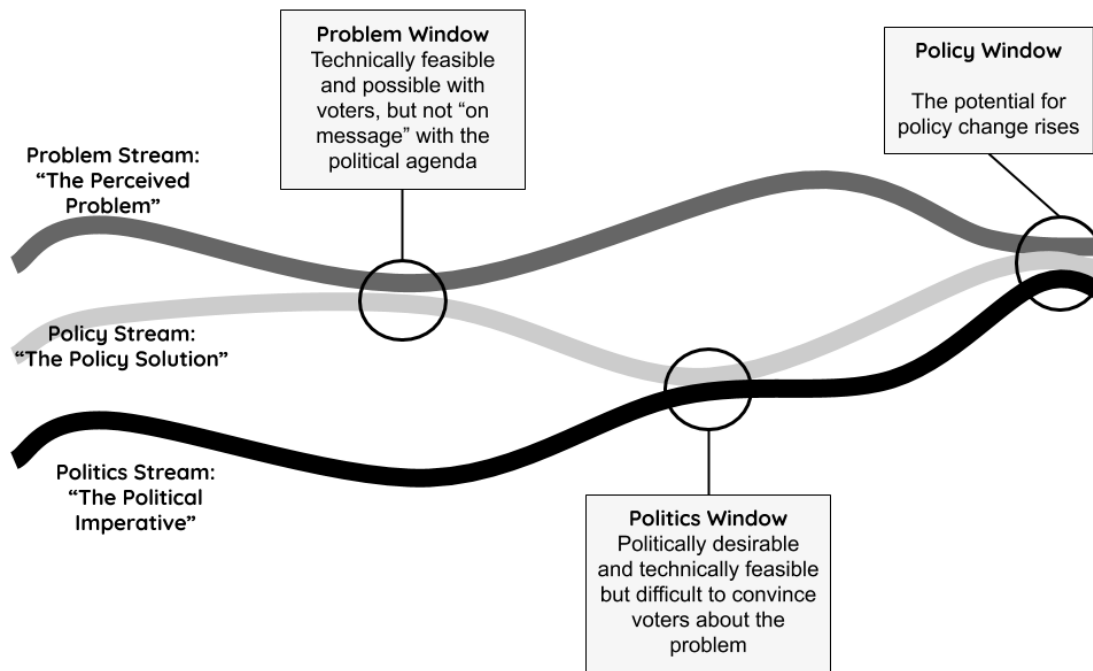 Problem Window
Technically feasible
and possible with
voters, but not “on
message” with the
political agenda
Policy Window
The potential for
policy change rises
Problem Stream:
“The Perceived
Problem”
Policy Stream:
“The Policy Solution”
Politics Stream:
“The Political
Imperative”
Politics Window
Politically desirable
and technically feasible
but difficult to convince
voters about the
problem